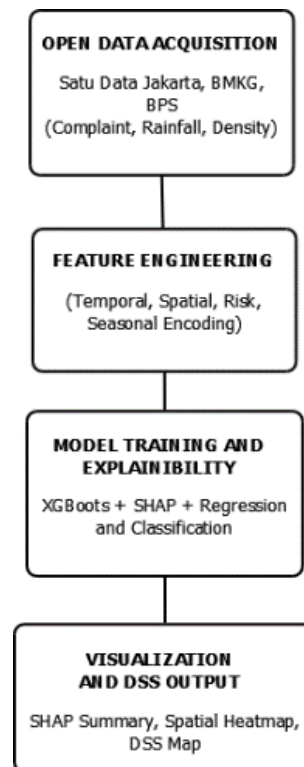 OPEN DATA ACQUISITION
Satu Data Jakarta, BMKG,
BPS
(Complaint, Rainfall, Density)
FEATURE ENGINEERING
(Temporal, Spatial, Risk,
Seasonal Encoding)
MODEL TRAINING AND
EXPLAINIBILITY
XGBoots + SHAP + Regression
and Classification
VISUALIZATION
AND DSS OUTPUT
SHAP Summary, Spatial Heatmap,
DSS Map